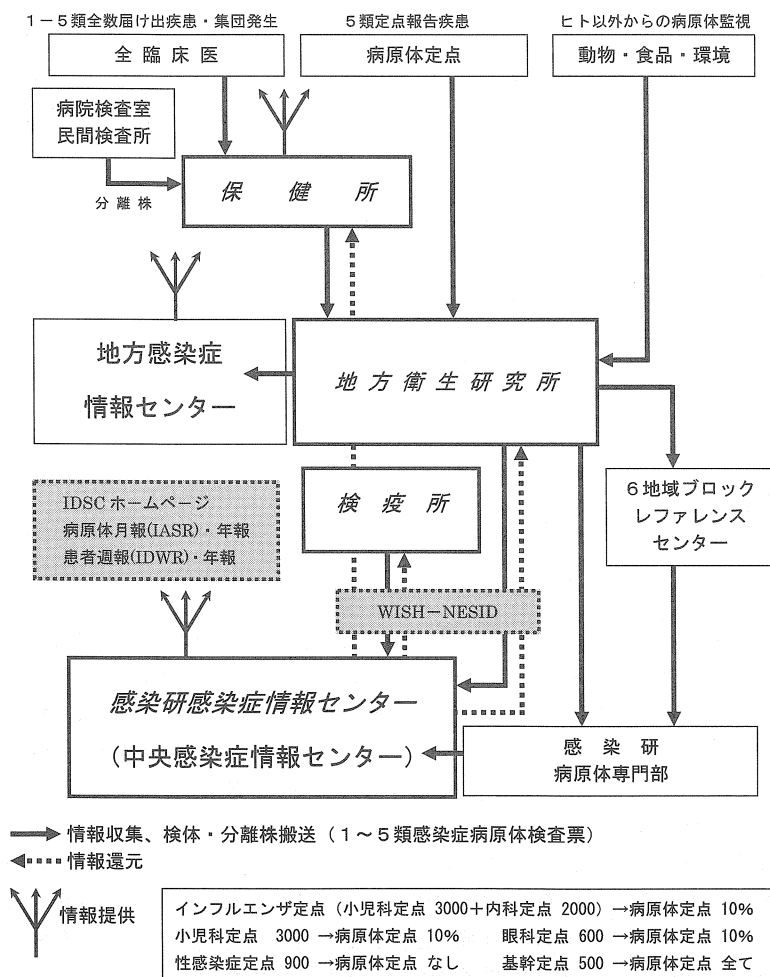 1－5類全数届け出疾患・集団発生
5類定点報告疾患
ヒト以外からの病原体監視
全臨床医
病原体定点
動物・食品・環境
病院検査室
民間検査所
分離株
保健所
地方感染症
情報センター
地方衛生研究所
IDSC ホームページ
病原体月報(IASR)・年報
患者週報(IDWR)・年報
検疫所
6地域ブロック
レファレンス
センター
WISH－NESID
感染研感染症情報センター
（中央感染症情報センター）
感染研
病原体専門部
情報収集、検体・分離株搬送（1～5類感染症病原体検査票）
情報還元
情報提供
インフルエンザ定点（小児科定点 3000＋内科定点 2000）→病原体定点 10%
小児科定点 3000 →病原体定点 10% 眼科定点 600 →病原体定点 10%
性感染症定点 900 →病原体定点 なし 基幹定点 500 →病原体定点 全て